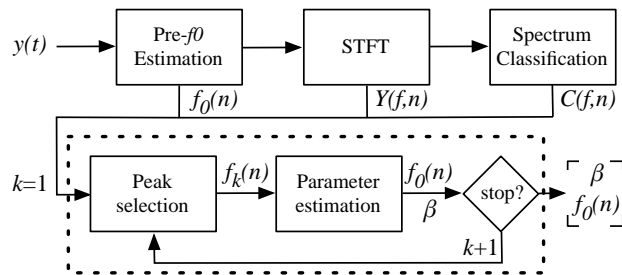 y(t)
Pre-f0
Estimation
STFT
Spectrum
Classification
f0(n)
Y(f,n)
C(f,n)
k=1
Peak
selection
fk(n)
Parameter
estimation
f0(n)
β
stop?
k+1
β
f0(n)